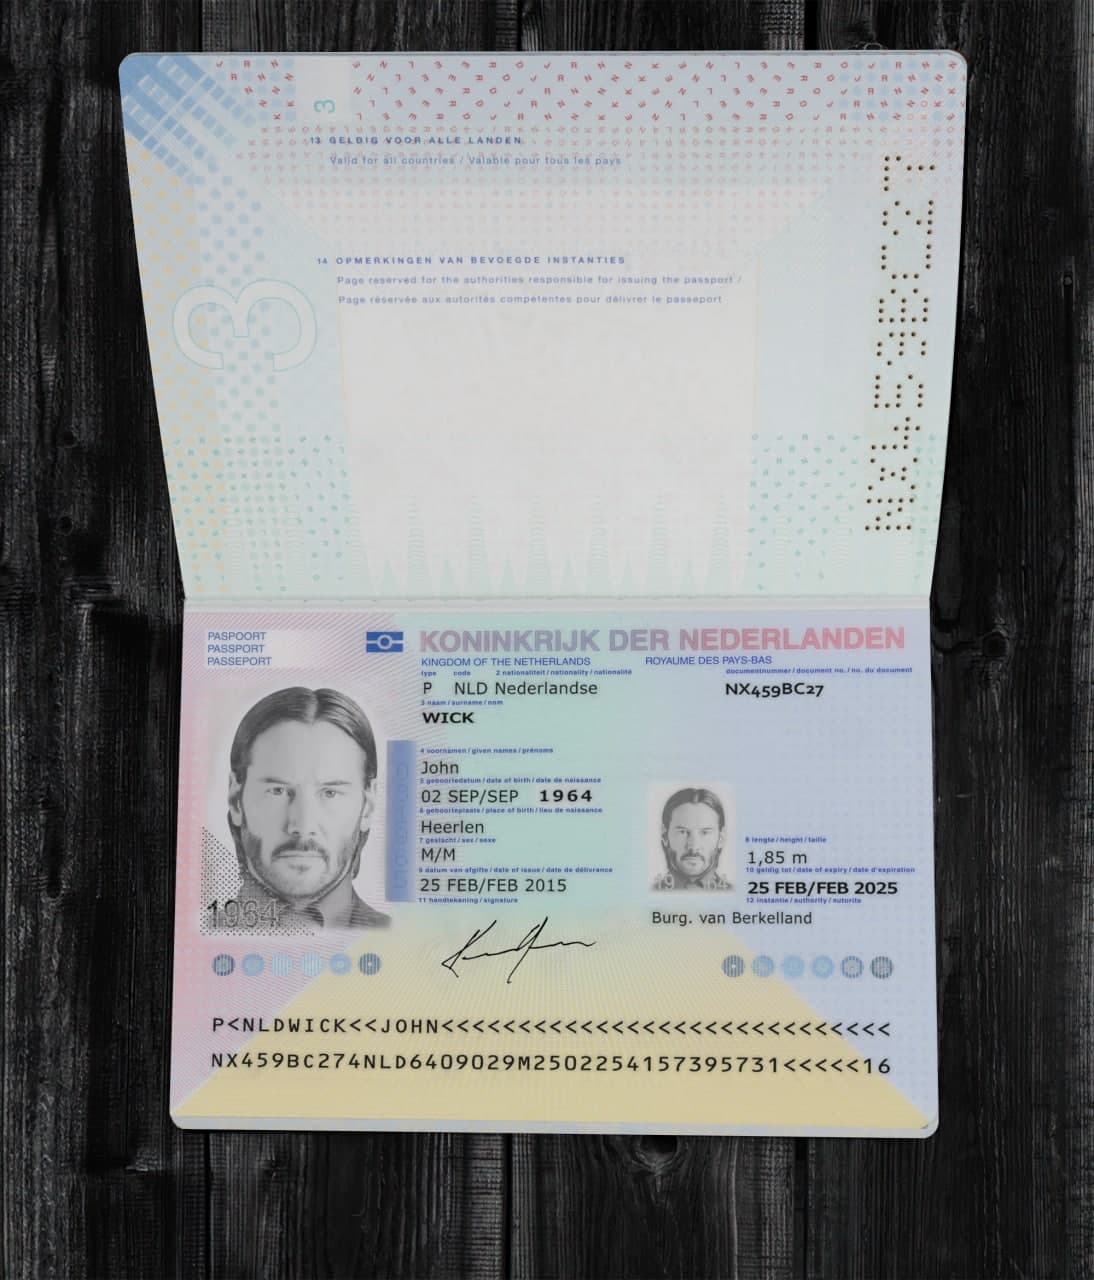 3
13 GELDIG VOOR ALLE LANDEN
Valid for all countries / Valable pour tous les pays
14 OPMERKINGEN VAN BEVOEGDE INSTANTIES
Page reserved for the authorities responsible for issuing the passport /
Page réservée aux autorités compétentes pour délivrer le passeport
3
PASPOORT
PASSPORT
PASSEPORT
KONINKRIJK DER NEDERLANDEN
KINGDOM OF THE NETHERLANDS ROYAUME DES PAYS-BAS
type code 2 nationaliteit / nationality / nationalité documentnummer / document no. / no. du document
P NLD Nederlandse NX459BC27
3 naam / surname / nom
WICK
4 voornamen / given names / prénoms
John
5 geboortedatum / date of birth / date de naissance
02 SEP/SEP 1964
6 geboorteplaats / place of birth / lieu de naissance
Heerlen
7 geslacht / sex / sexe 8 lengte / height / taille
M/M 1,85 m
9 datum van afgifte / date of issue / date de délivrance 10 geldig tot / date of expiry / date d'expiration
25 FEB/FEB 2015 25 FEB/FEB 2025
11 handtekening / signature 12 instantie / authority / autorite
Burg. van Berkelland
1964
19 64
P<NLDWICK<<JOHN<<<<<<<<<<<<<<<<<<<<<<<<<<<<<
NX459BC274NLD6409029M25022541573957​31<<<<<16